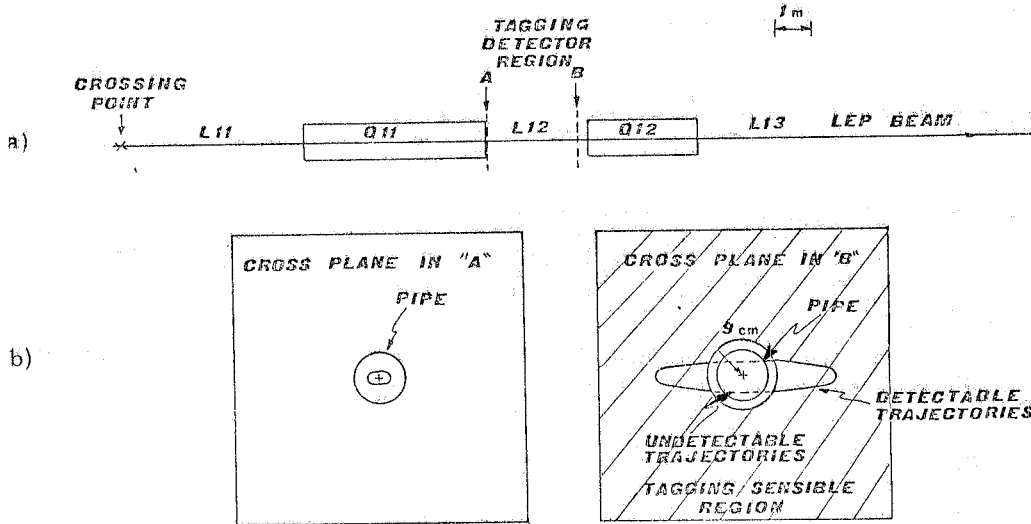 1 m
TAGGING
DETECTOR
REGION
A
B
CROSSING
POINT
a)
L11
Q11
L12
Q12
L13
LEP BEAM
b)
CROSS PLANE IN "A"
PIPE
CROSS PLANE IN "B"
PIPE
9 cm
DETECTABLE
TRAJECTORIES
UNDETECTABLE
TRAJECTORIES
TAGGING SENSIBLE
REGION